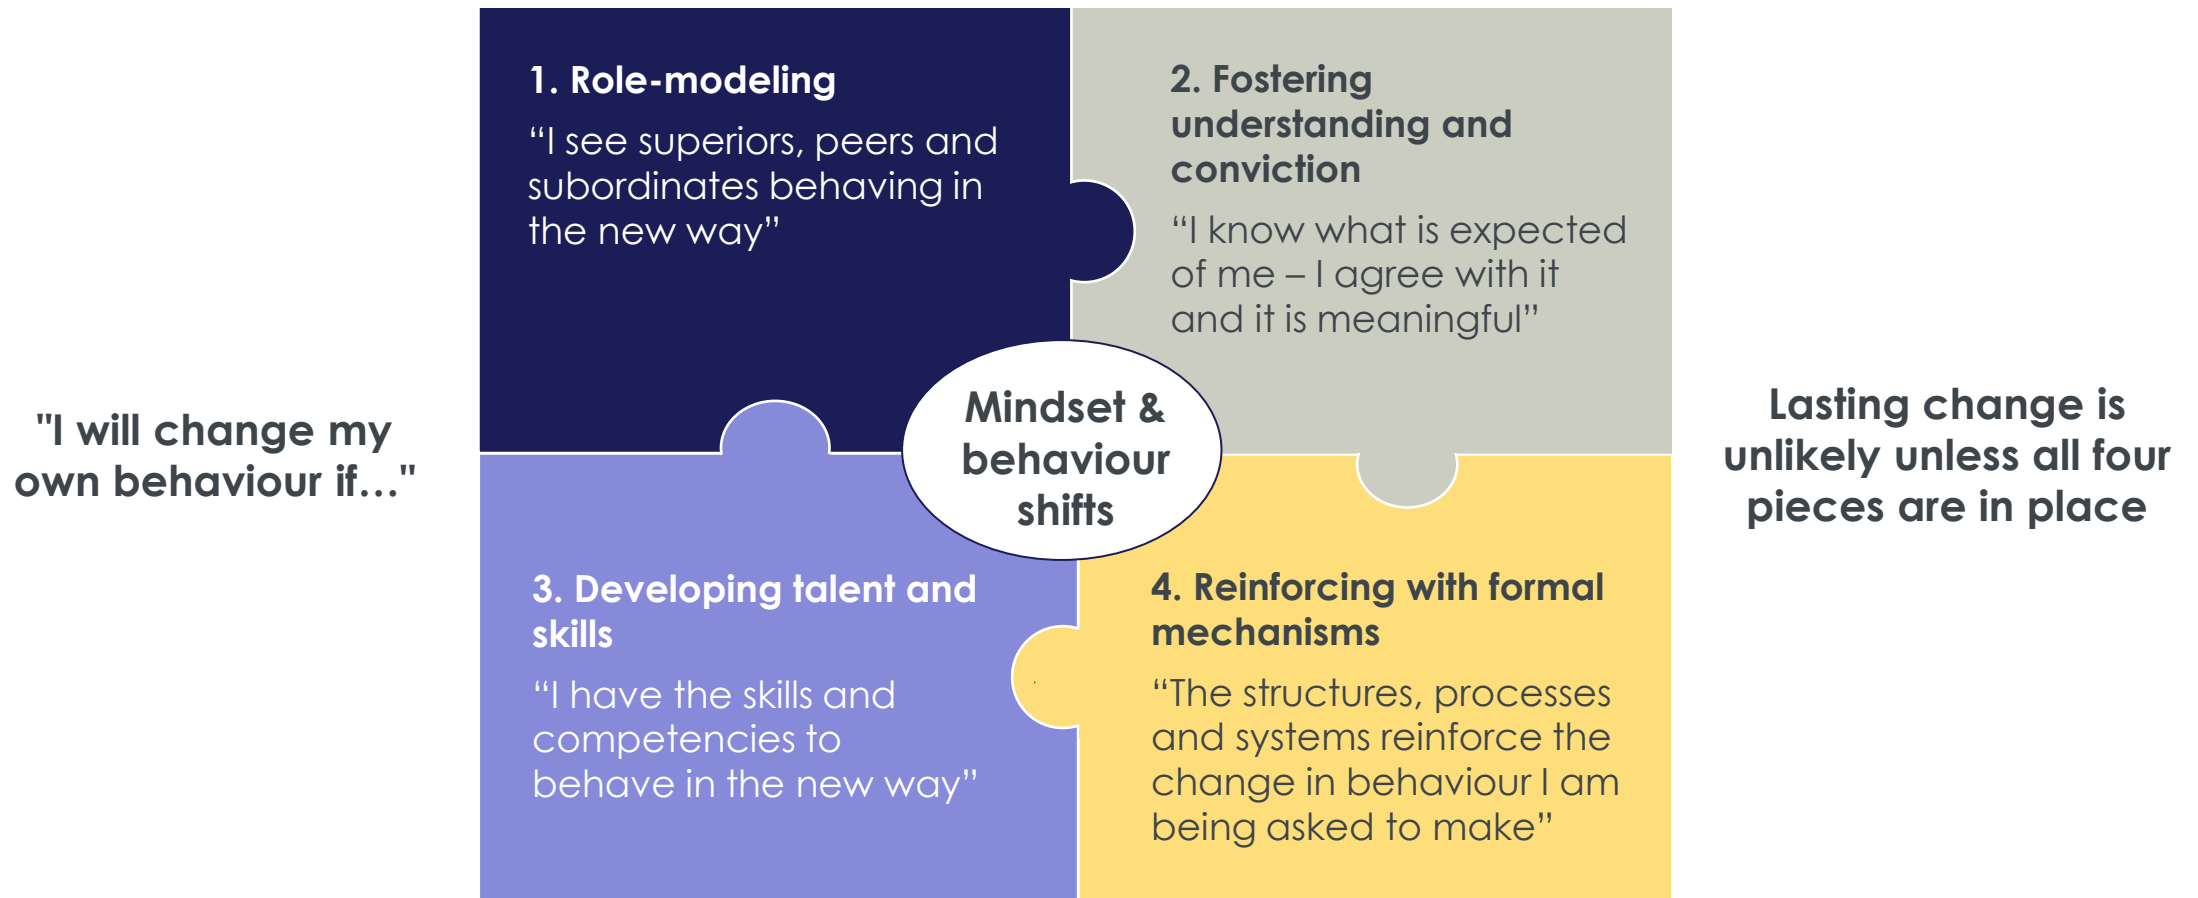 "I will change my
own behaviour if…"
1. Role-modeling
“I see superiors, peers and
subordinates behaving in
the new way”
2. Fostering
understanding and
conviction
“I know what is expected
of me – I agree with it
and it is meaningful”
Mindset &
behaviour
shifts
3. Developing talent and
skills
“I have the skills and
competencies to
behave in the new way”
4. Reinforcing with formal
mechanisms
“The structures, processes
and systems reinforce the
change in behaviour I am
being asked to make”
Lasting change is
unlikely unless all four
pieces are in place